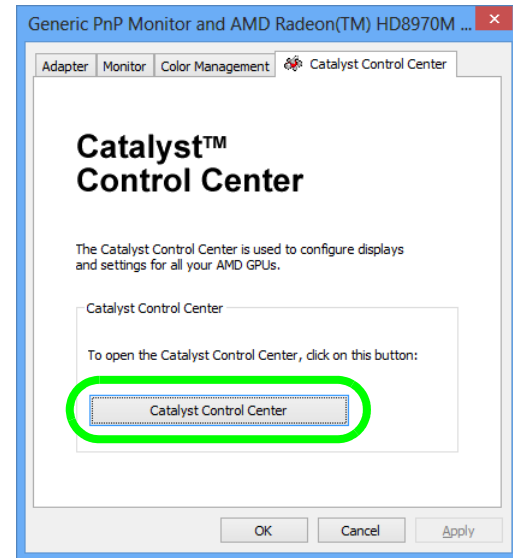 Generic PnP Monitor and AMD Radeon(TM) HD8970M ...
Adapter Monitor Color Management Catalyst Control Center
Catalyst™
Control Center
The Catalyst Control Center is used to configure displays
and settings for all your AMD GPUs.
Catalyst Control Center
To open the Catalyst Control Center, click on this button:
Catalyst Control Center
OK Cancel Apply